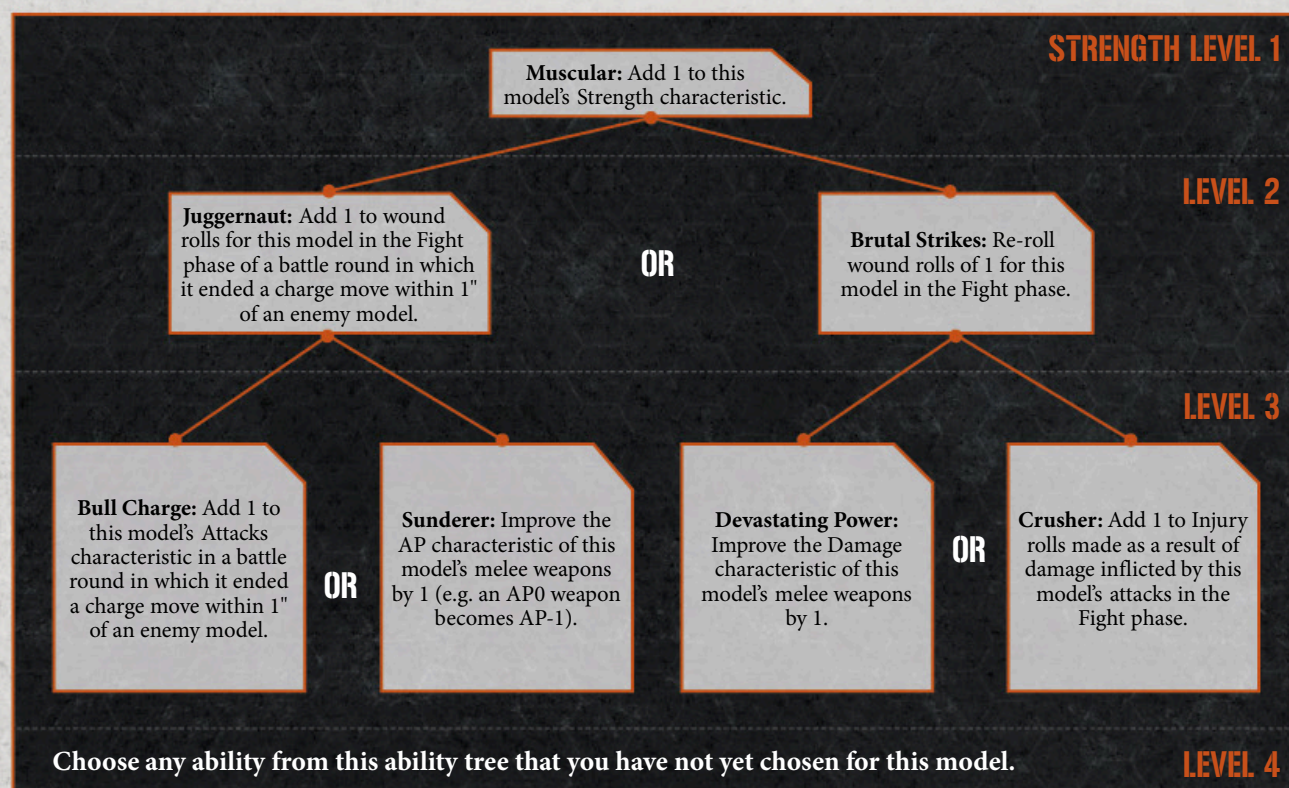 STRENGTH LEVEL 1
Muscular: Add 1 to this
model's Strength characteristic.
LEVEL 2
Juggernaut: Add 1 to wound
rolls for this model in the Fight
phase of a battle round in which
it ended a charge move within 1"
of an enemy model.
OR
Brutal Strikes: Re-roll
wound rolls of 1 for this
model in the Fight phase.
LEVEL 3
Bull Charge: Add 1 to
this model's Attacks
characteristic in a battle
round in which it ended
a charge move within 1"
of an enemy model.
OR
Sunderer: Improve the
AP characteristic of this
model's melee weapons
by 1 (e.g. an AP0 weapon
becomes AP-1).
Devastating Power:
Improve the Damage
characteristic of this
model's melee weapons
by 1.
OR
Crusher: Add 1 to Injury
rolls made as a result of
damage inflicted by this
model's attacks in the
Fight phase.
Choose any ability from this ability tree that you have not yet chosen for this model.
LEVEL 4